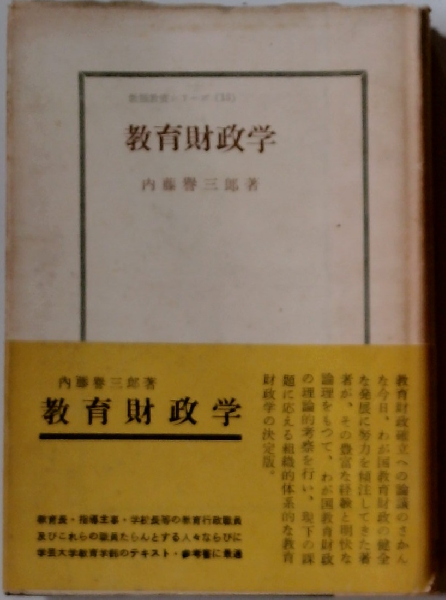 教育財政学
内藤誉三郎著
内藤誉三郎著
教育財政学
教育長・指導主事・学校長等の教育行政職員
及びこれらの職員たらんとする人々ならびに
学芸大学教育学部のテキスト・参考書に最適
教育財政確立への論議のさかん
な今日、わが国教育財政の健全
な発展に努力を傾注してきた著
者が、その豊富な経験と明快な
論理をもつて、わが国教育財政
の理論的考察を行い、現下の課
題に応える組織的体系的な教育
財政学の決定版。